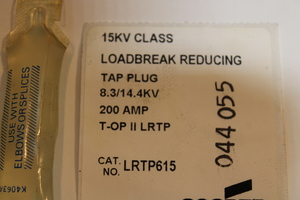 15KV CLASS
LOADBREAK REDUCING
TAP PLUG
8.3/14.4KV
200 AMP
T-OP II LRTP
CAT.
NO. LRTP615
044 055
USE WITH
ELBOWS OR SPLICES